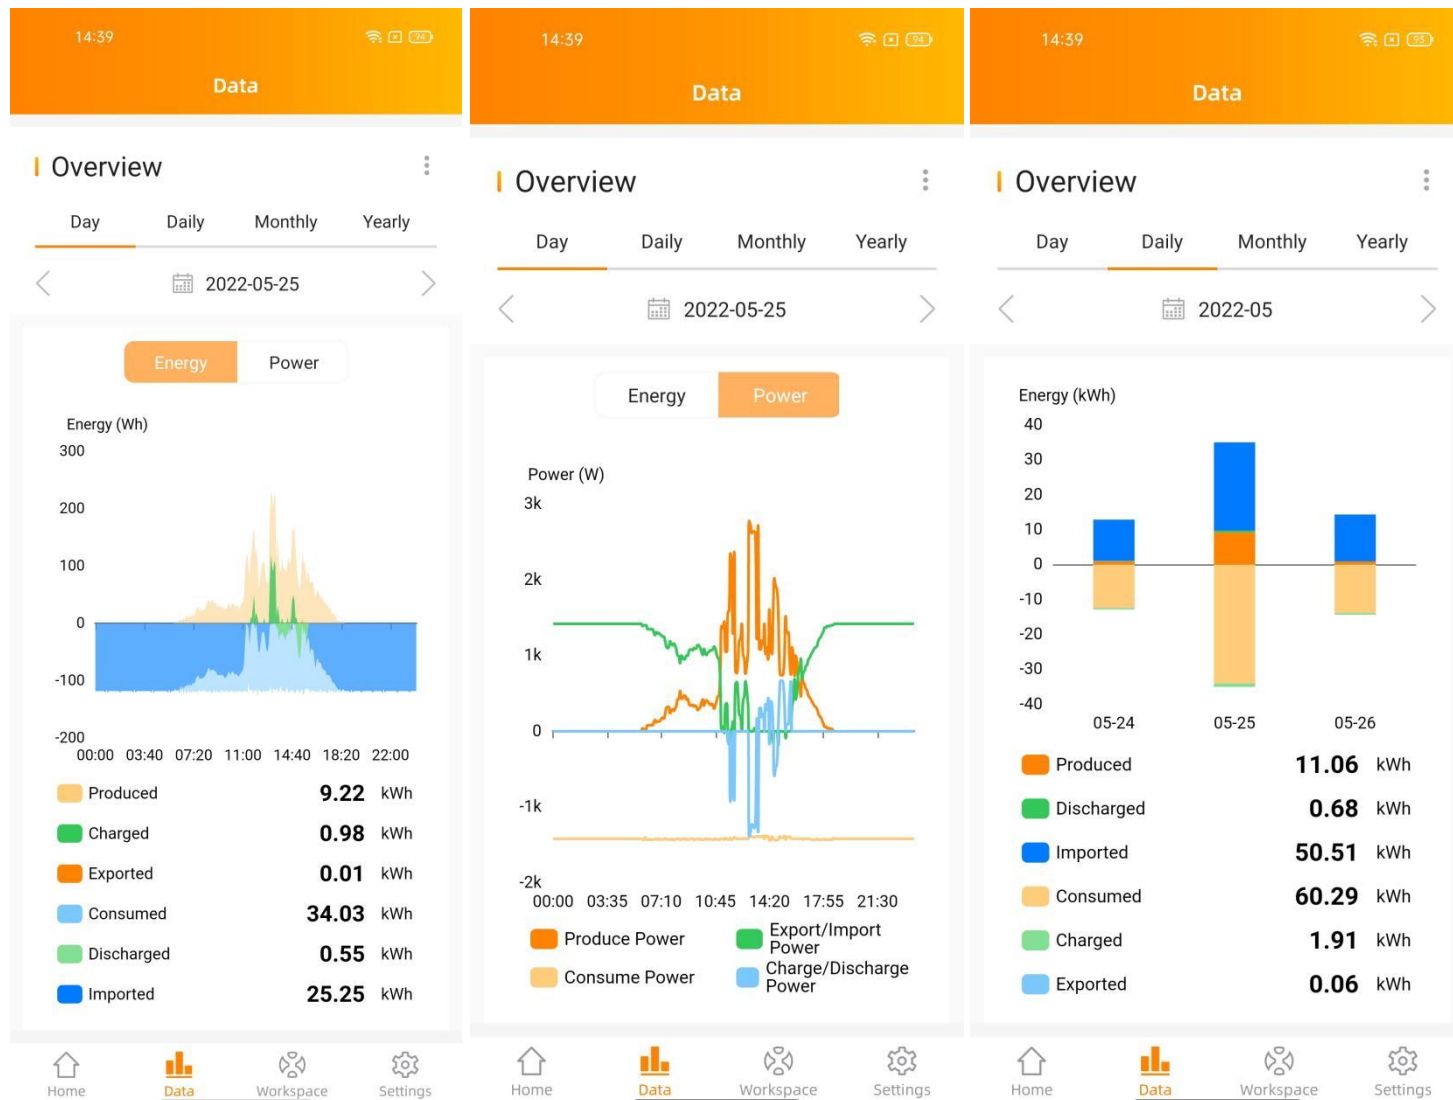 14:39
94
Data
Overview
Day Daily Monthly Yearly
2022-05-25
Energy Power
Energy (Wh)
300
200
100
0
-100
-200
00:00 03:40 07:20 11:00 14:40 18:20 22:00
Produced 9.22 kWh
Charged 0.98 kWh
Exported 0.01 kWh
Consumed 34.03 kWh
Discharged 0.55 kWh
Imported 25.25 kWh
Home Data Workspace Settings
14:39
94
Data
Overview
Day Daily Monthly Yearly
2022-05-25
Energy Power
Power (W)
3k
2k
1k
0
-1k
-2k
00:00 03:35 07:10 10:45 14:20 17:55 21:30
Produce Power
Export/Import
Power
Consume Power
Charge/Discharge
Power
Home Data Workspace Settings
14:39
93
Data
Overview
Day Daily Monthly Yearly
2022-05
Energy (kWh)
40
30
20
10
0
-10
-20
-30
-40
05-24 05-25 05-26
Produced 11.06 kWh
Discharged 0.68 kWh
Imported 50.51 kWh
Consumed 60.29 kWh
Charged 1.91 kWh
Exported 0.06 kWh
Home Data Workspace Settings